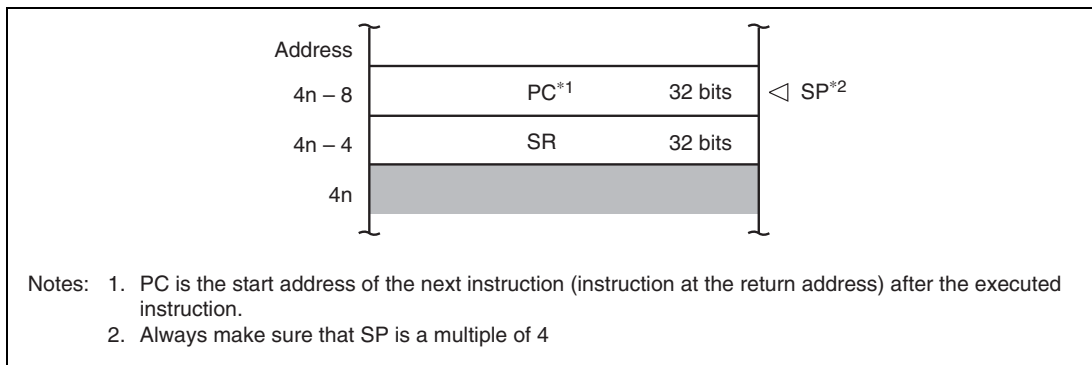 Address
4n – 8 PC*1 32 bits ◁ SP*2
4n – 4 SR 32 bits
4n
Notes: 1. PC is the start address of the next instruction (instruction at the return address) after the executed
instruction.
2. Always make sure that SP is a multiple of 4